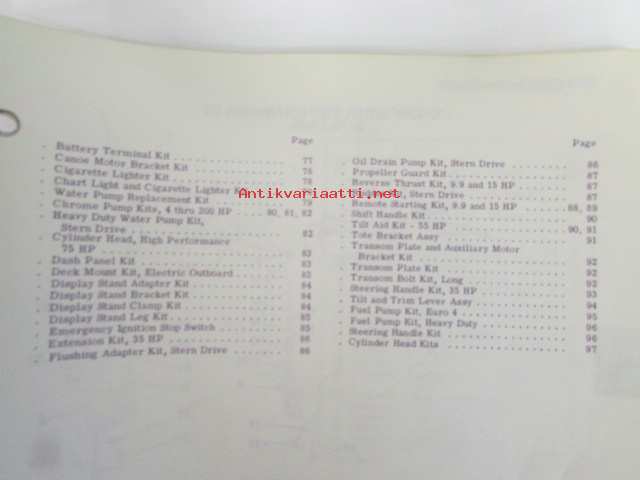 Page
Battery Terminal Kit 77
Canoe Motor Bracket Kit 78
Cigarette Lighter Kit 78
Chart Light and Cigarette Lighter
Water Pump Replacement Kit
Chrome Pump Kits, 4 thru 200 HP 80, 81, 82
Heavy Duty Water Pump Kit,
Stern Drive 82
Cylinder Head, High Performance
75 HP 83
Dash Panel Kit 83
Deck Mount Kit, Electric Outboard 83
Display Stand Adapter Kit 84
Display Stand Bracket Kit 84
Display Stand Clamp Kit 84
Display Stand Leg Kit 85
Emergency Ignition Stop Switch 85
Extension Kit, 35 HP 86
Flushing Adapter Kit, Stern Drive 86
Page
Oil Drain Pump Kit, Stern Drive 86
Propeller Guard Kit 87
Reverse Thrust Kit, 9.9 and 15 HP 87
Stern Drive 87
Remote Starting Kit, 9.9 and 15 HP 88, 89
Shift Handle Kit 90
Tilt Aid Kit - 55 HP 90, 91
Tote Bracket Assy 91
Transom Plate and Auxiliary Motor
Bracket Kit 92
Transom Plate Kit 92
Transom Bolt Kit, Long 92
Steering Handle Kit, 35 HP 93
Tilt and Trim Lever Assy 94
Fuel Pump Kit, Euro 4 95
Fuel Pump Kit, Heavy Duty 96
Steering Handle Kit 96
Cylinder Head Kits 97
Antikvariaatti.net